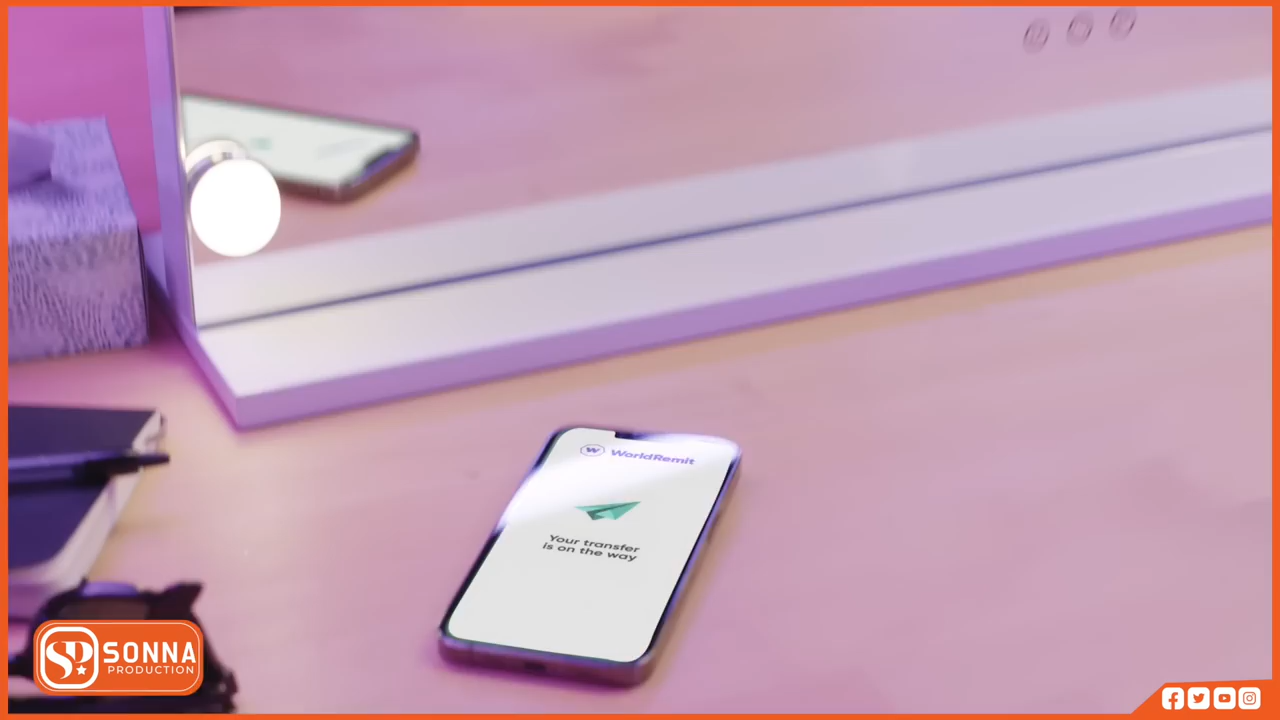 WorldRemit
Your transfer
is on the way
SONNA
PRODUCTION